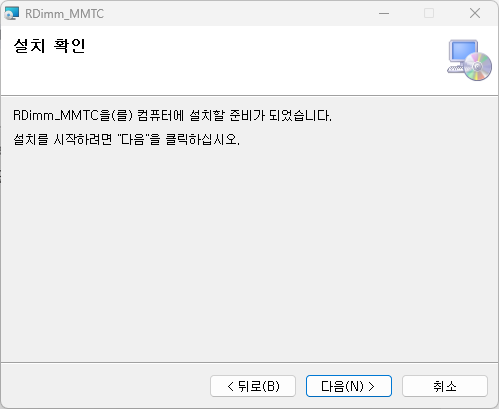 RDimm_MMTC
설치 확인
RDimm_MMTC을(를) 컴퓨터에 설치할 준비가 되었습니다.
설치를 시작하려면 "다음"을 클릭하십시오.
< 뒤로(B)
다음(N) >
취소